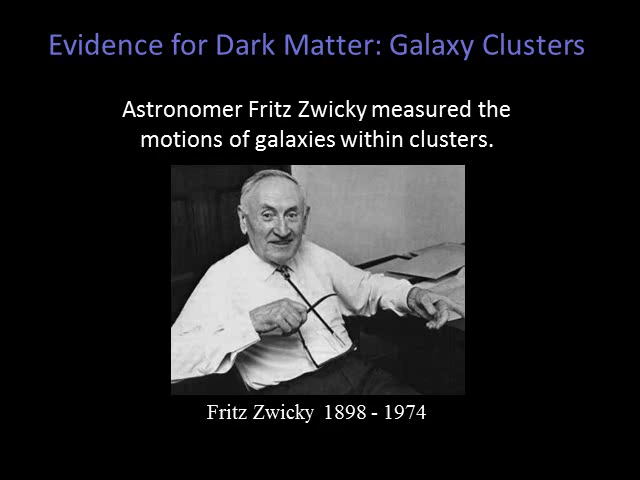 Evidence for Dark Matter: Galaxy Clusters
Astronomer Fritz Zwicky measured the
motions of galaxies within clusters.
Fritz Zwicky 1898 - 1974